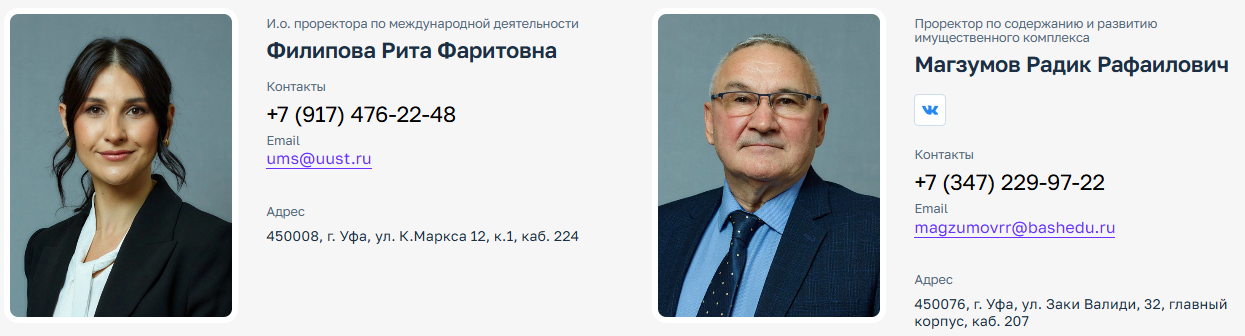 И.о. проректора по международной деятельности
Филипова Рита Фаритовна
Контакты
+7 (917) 476-22-48
Email
ums@uust.ru
Адрес
450008, г. Уфа, ул. К.Маркса 12, к.1, каб. 224
Проректор по содержанию и развитию
имущественного комплекса
Магзумов Радик Рафаилович
Контакты
+7 (347) 229-97-22
Email
magzumovrr@bashedu.ru
Адрес
450076, г. Уфа, ул. Заки Валиди, 32, главный
корпус, каб. 207